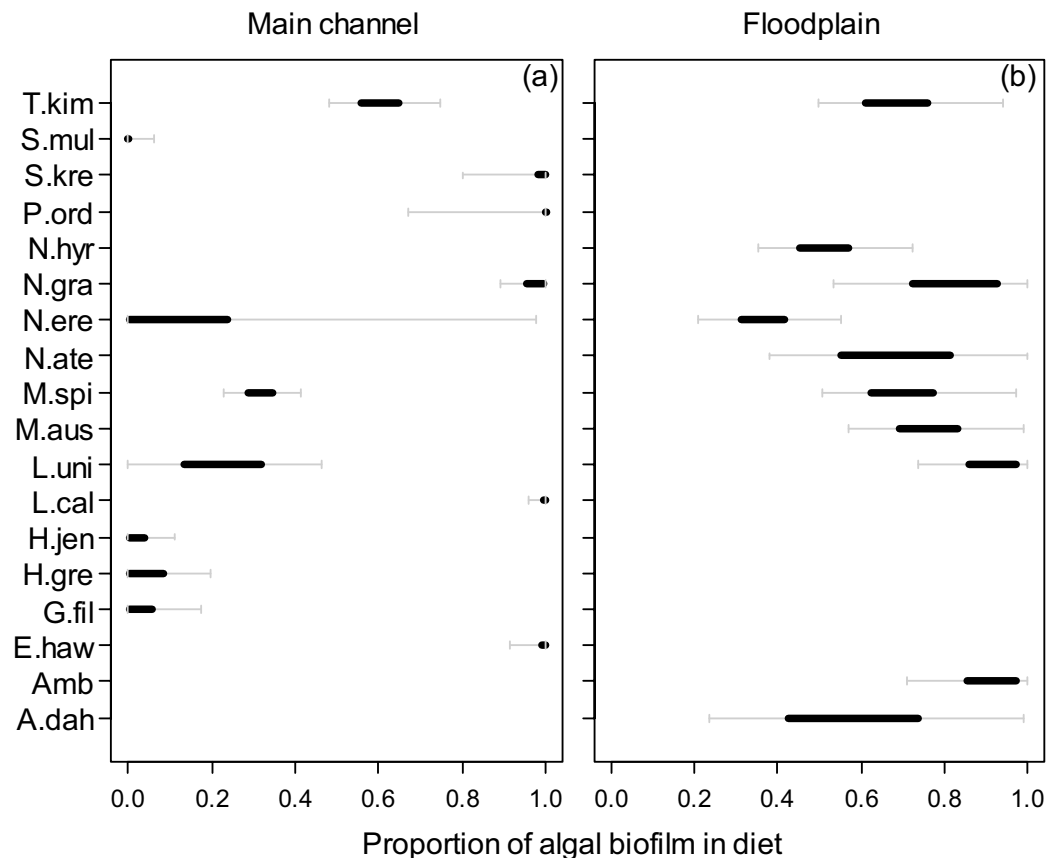 Main channel
Floodplain
(a)
(b)
T.kim
S.mul
S.kre
P.ord
N.hyr
N.gra
N.ere
N.ate
M.spi
M.aus
L.uni
L.cal
H.jen
H.gre
G.fil
E.haw
Amb
A.dah
0.0 0.2 0.4 0.6 0.8 1.0
0.0 0.2 0.4 0.6 0.8 1.0
Proportion of algal biofilm in diet